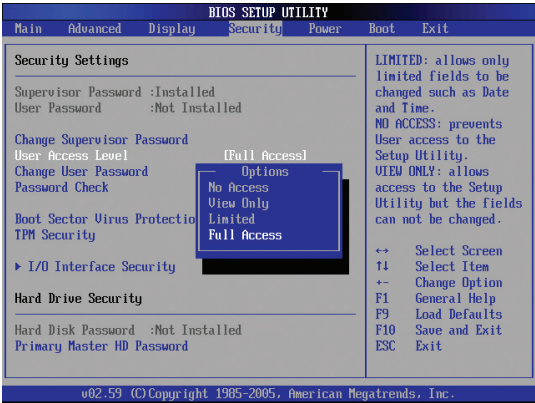 BIOS SETUP UTILITY
Main Advanced Display Security Power Boot Exit
Security Settings
Supervisor Password :Installed
User Password :Not Installed
Change Supervisor Password
User Access Level [Full Access]
Change User Password
Password Check
Boot Sector Virus Protectio
TPM Security
I/O Interface Security
Hard Drive Security
Hard Disk Password :Not Installed
Primary Master HD Password
Options
No Access
View Only
Limited
Full Access
LIMITED: allows only
limited fields to be
changed such as Date
and Time.
NO ACCESS: prevents
User access to the
Setup Utility.
VIEW ONLY: allows
access to the Setup
Utility but the fields
can not be changed.
↔ Select Screen
↑↓ Select Item
+- Change Option
F1 General Help
F9 Load Defaults
F10 Save and Exit
ESC Exit
v02.59 (C)Copyright 1985-2005, American Megatrends, Inc.